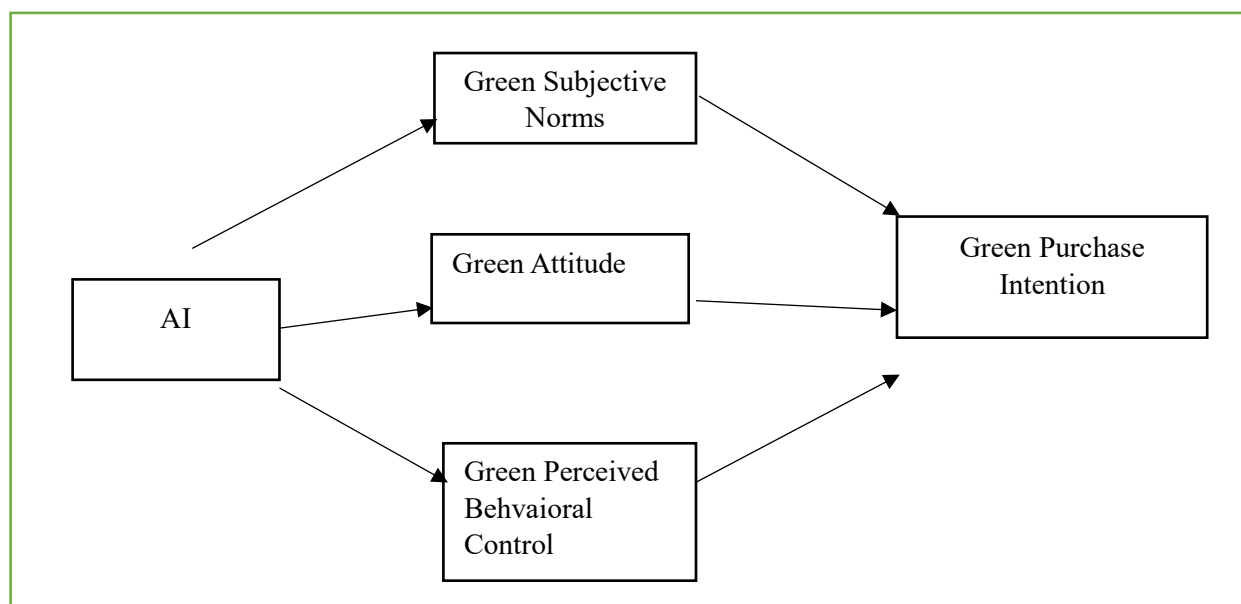 Green Subjective
Norms
Green Attitude
Green Purchase
Intention
AI
Green Perceived
Behvaioral
Control